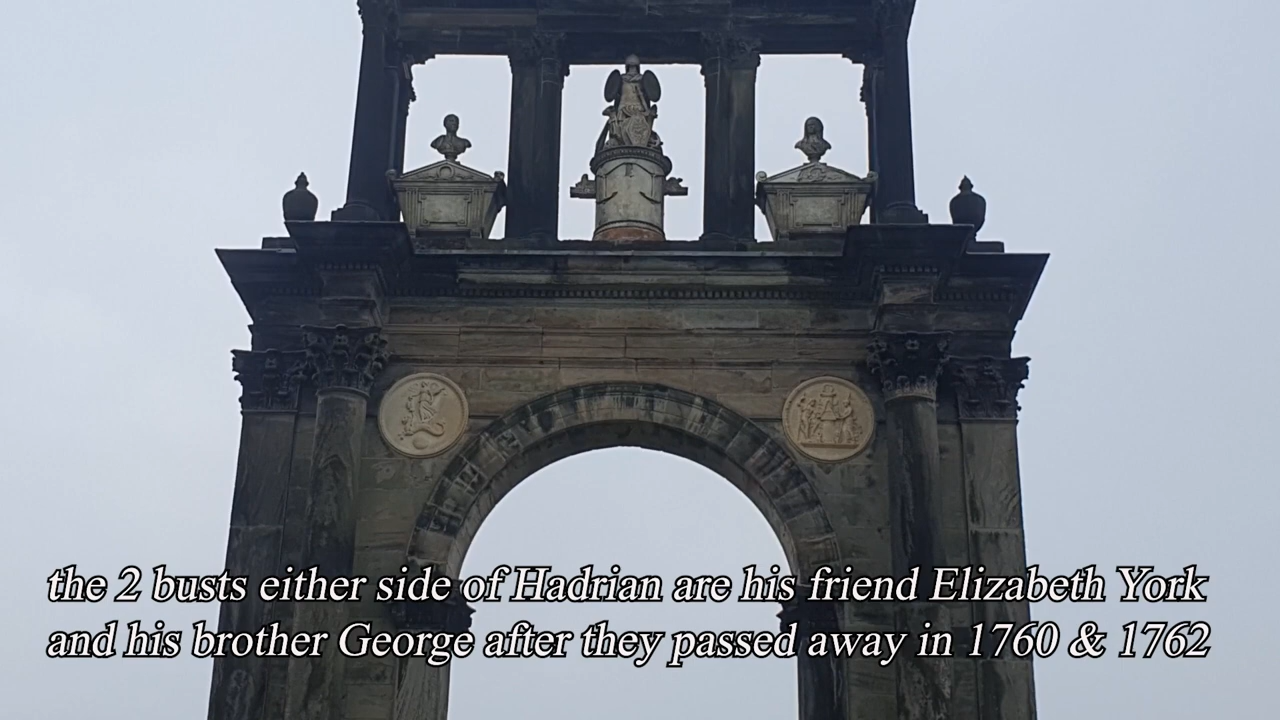 the 2 busts either side of Hadrian are his friend Elizabeth York
and his brother George after they passed away in 1760 & 1762